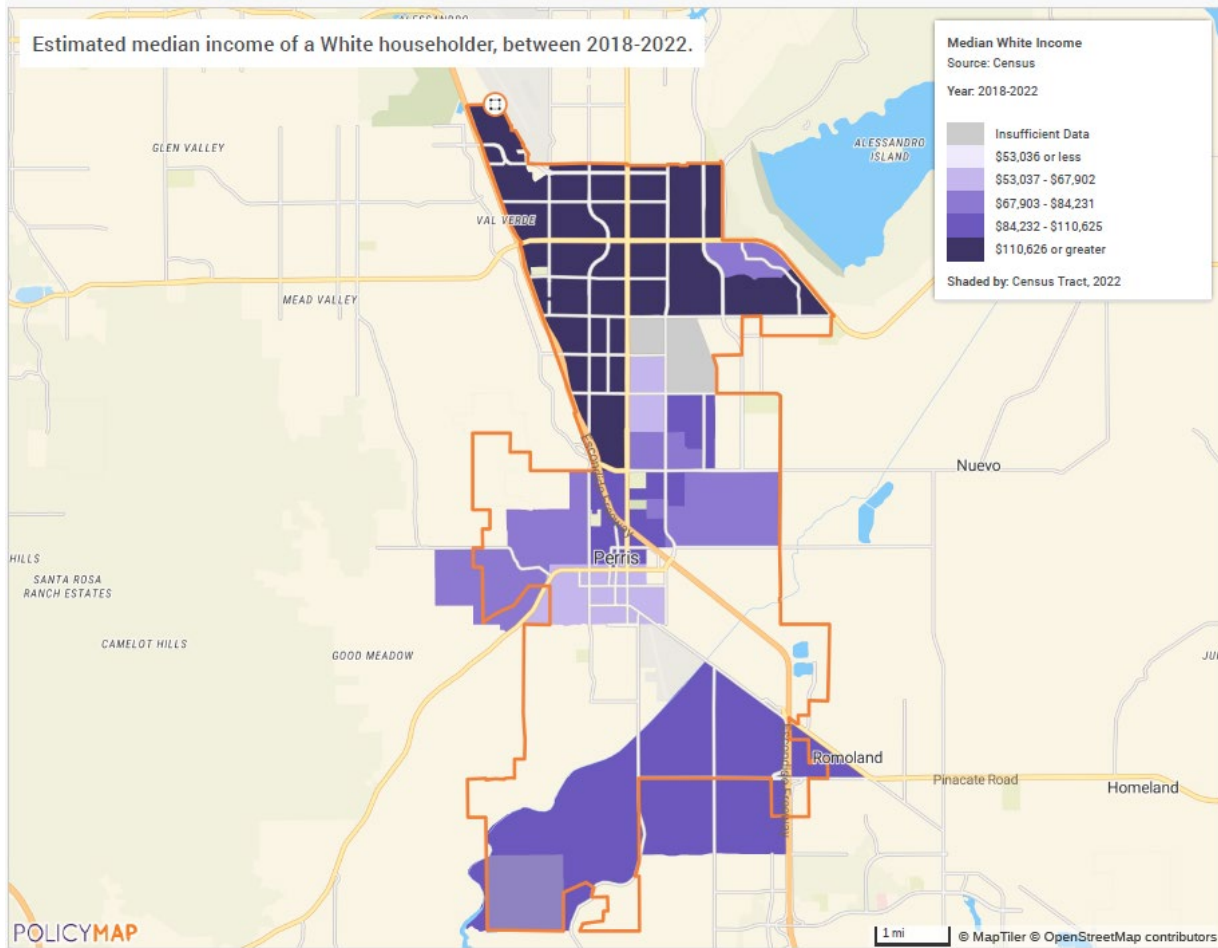 Estimated median income of a White householder, between 2018-2022.
Median White Income
Source: Census
Year: 2018-2022
Insufficient Data
$53,036 or less
$53,037 - $67,902
$67,903 - $84,231
$84,232 - $110,625
$110,626 or greater
Shaded by: Census Tract, 2022
ALESSANDRO
ISLAND
GLEN VALLEY
VAL VERDE
MEAD VALLEY
Nuevo
Perris
HILLS
SANTA ROSA
RANCH ESTATES
CAMELOT HILLS
GOOD MEADOW
Romoland
Pinacate Road
Homeland
POLICYMAP
1 mi
© MapTiler © OpenStreetMap contributors